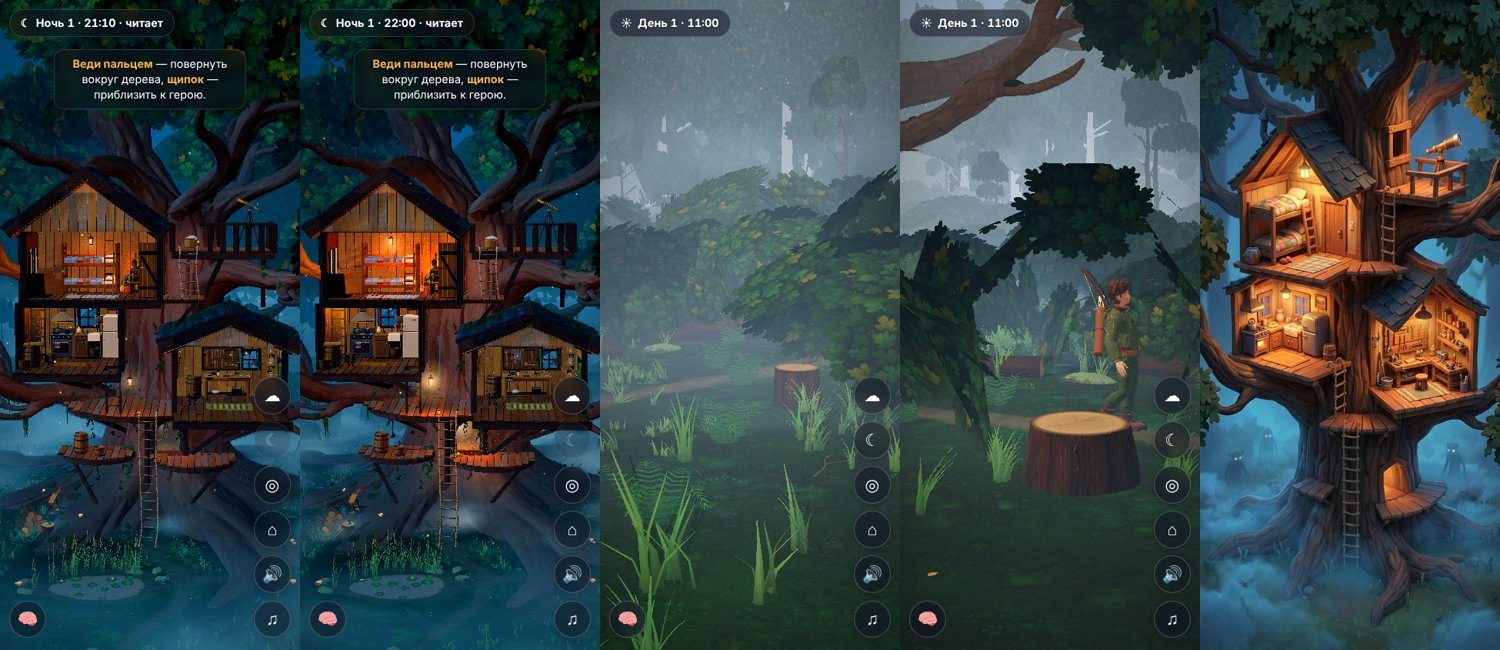 ☾ Ночь 1 · 21:10 · читает
Веди пальцем — повернуть
вокруг дерева, щипок —
приблизить к герою.
☾ Ночь 1 · 22:00 · читает
Веди пальцем — повернуть
вокруг дерева, щипок —
приблизить к герою.
☀ День 1 · 11:00
☀ День 1 · 11:00